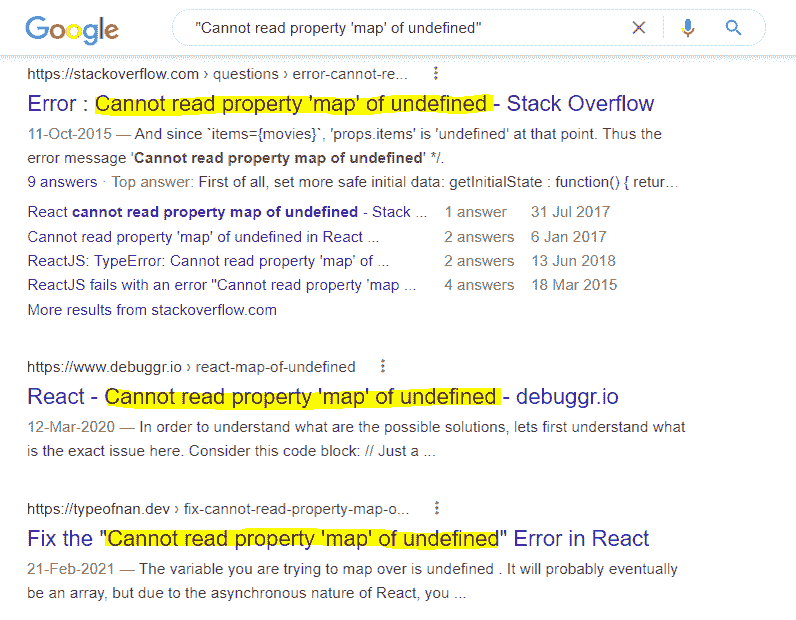 Google
"Cannot read property 'map' of undefined"
https://stackoverflow.com › questions › error-cannot-re...
Error : Cannot read property 'map' of undefined - Stack Overflow
11-Oct-2015 — And since `items={movies}`, 'props.items' is 'undefined' at that point. Thus the
error message 'Cannot read property map of undefined' */.
9 answers · Top answer: First of all, set more safe initial data: getInitialState : function() { retur...
React cannot read property map of undefined - Stack ... 1 answer 31 Jul 2017
Cannot read property 'map' of undefined in React ... 2 answers 6 Jan 2017
ReactJS: TypeError: Cannot read property 'map' of ... 2 answers 13 Jun 2018
ReactJS fails with an error "Cannot read property 'map ... 4 answers 18 Mar 2015
More results from stackoverflow.com
https://www.debuggr.io › react-map-of-undefined
React - Cannot read property 'map' of undefined - debuggr.io
12-Mar-2020 — In order to understand what are the possible solutions, lets first understand what
is the exact issue here. Consider this code block: // Just a ...
https://typeofnan.dev › fix-cannot-read-property-map-o...
Fix the "Cannot read property 'map' of undefined" Error in React
21-Feb-2021 — The variable you are trying to map over is undefined . It will probably eventually
be an array, but due to the asynchronous nature of React, you ...